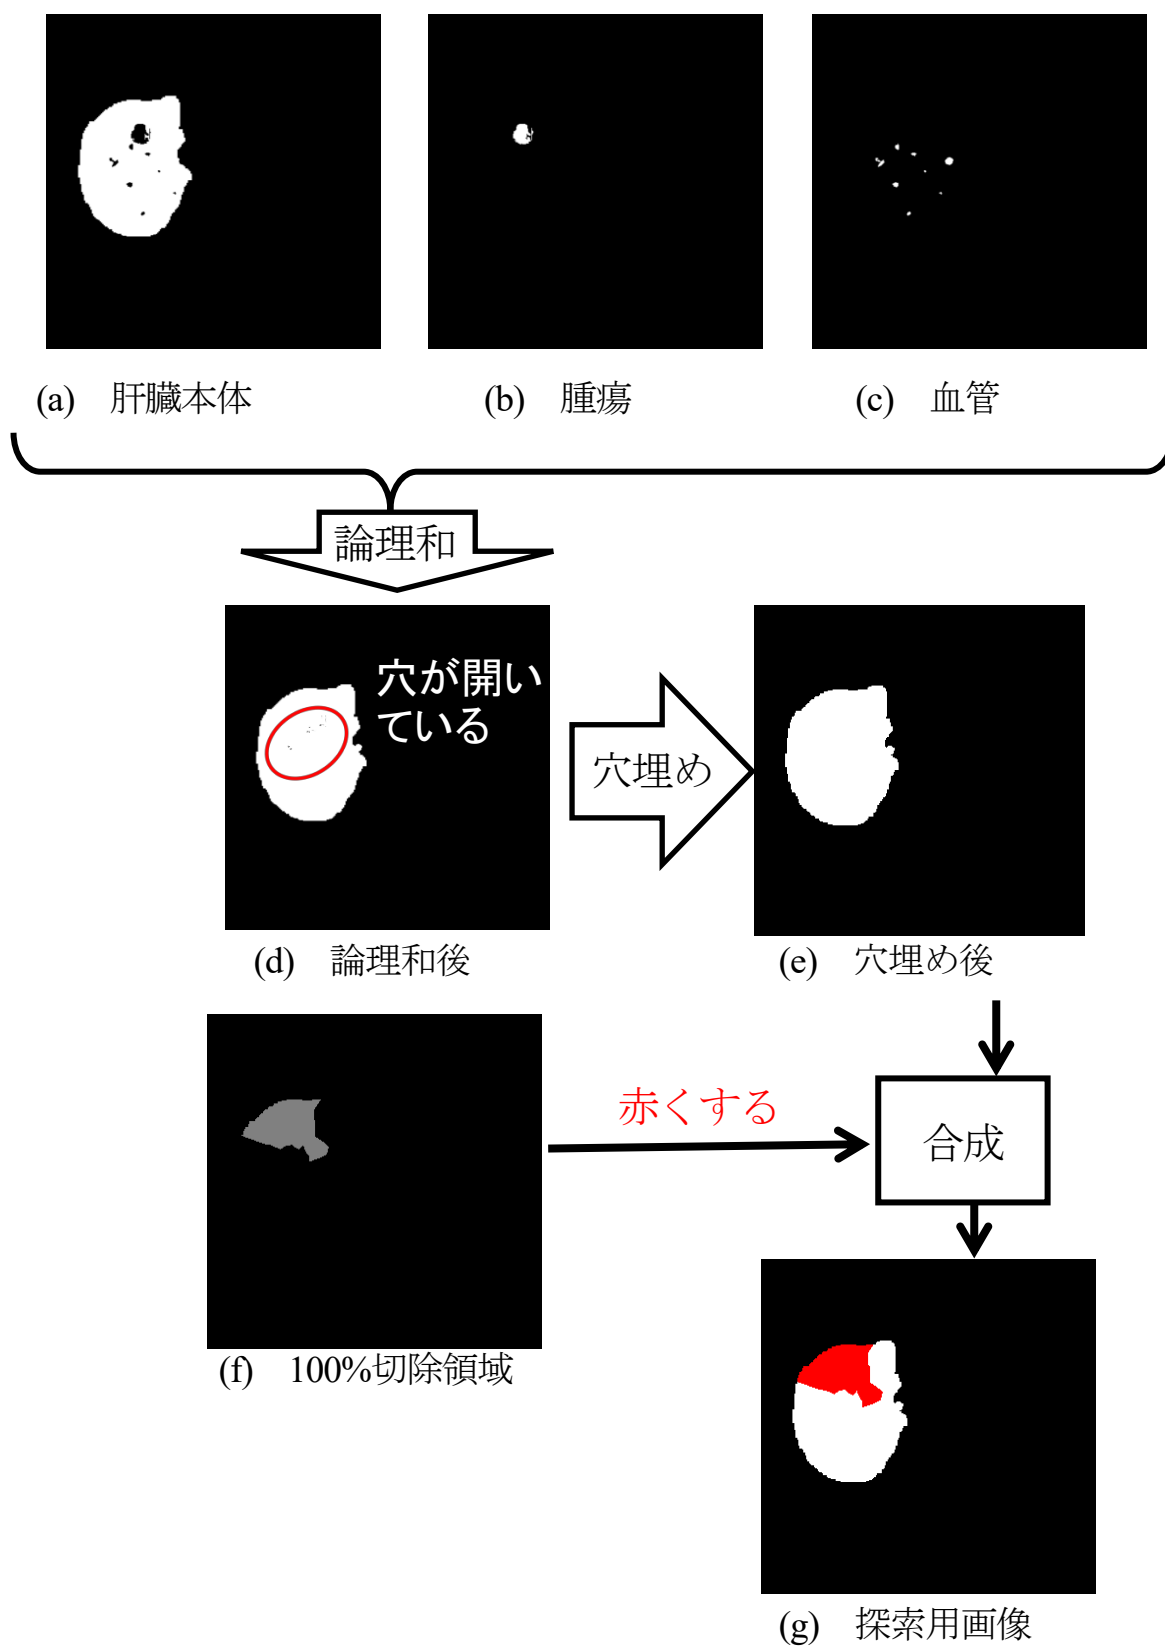 (a) 肝臓本体
(b) 腫瘍
(c) 血管
論理和
穴が開い
ている
穴埋め
(d) 論理和後
(e) 穴埋め後
赤くする
合成
(f) 100%切除領域
(g) 探索用画像